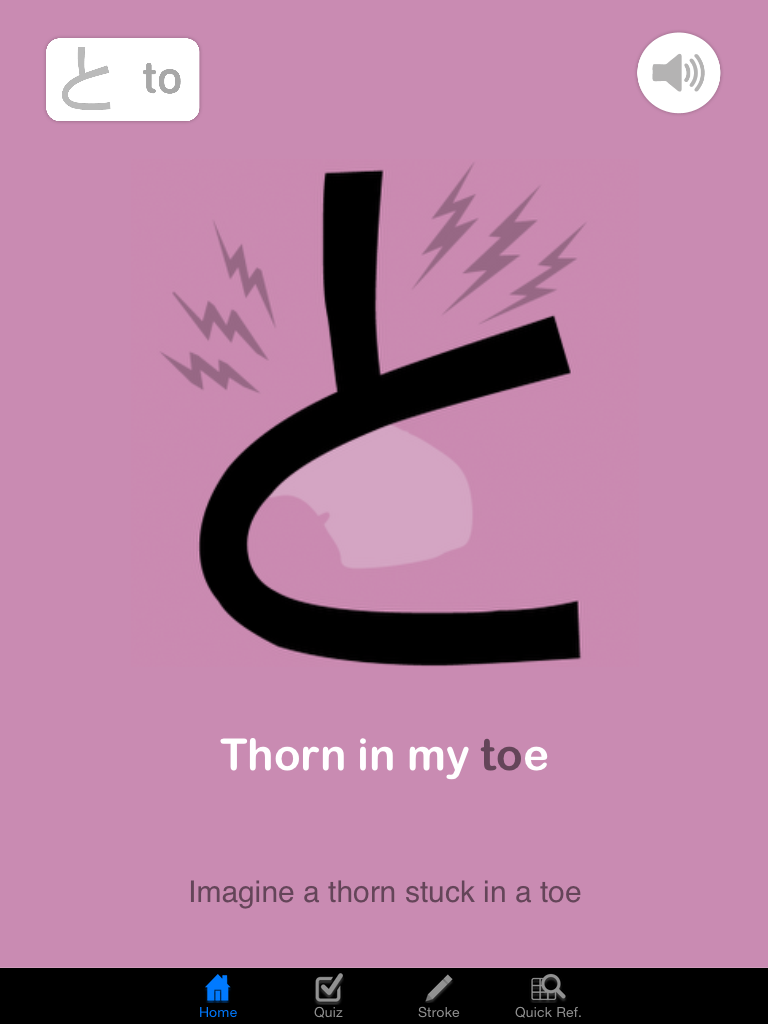 と to
と
Thorn in my toe
Imagine a thorn stuck in a toe
Home Quiz Stroke Quick Ref.